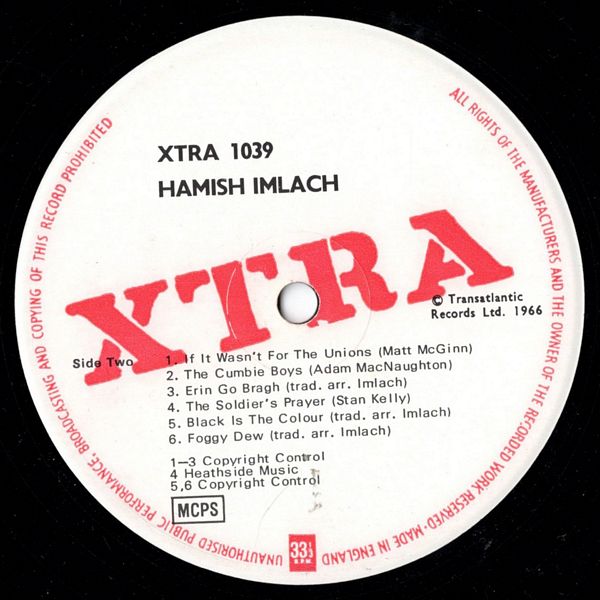 XTRA 1039
HAMISH IMLACH
XTRA
© Transatlantic
Records Ltd. 1966
Side Two
1. If It Wasn't For The Unions (Matt McGinn)
2. The Cumbie Boys (Adam MacNaughton)
3. Erin Go Bragh (trad. arr. Imlach)
4. The Soldier's Prayer (Stan Kelly)
5. Black Is The Colour (trad. arr. Imlach)
6. Foggy Dew (trad. arr. Imlach)
1—3 Copyright Control
4 Heathside Music
5,6 Copyright Control
MCPS
ALL RIGHTS OF THE MANUFACTURERS AND THE OWNER OF THE RECORDED WORK RESERVED · MADE IN ENGLAND
33⅓
R.P.M.
UNAUTHORISED PUBLIC PERFORMANCE, BROADCASTING AND COPYING OF THIS RECORD PROHIBITED